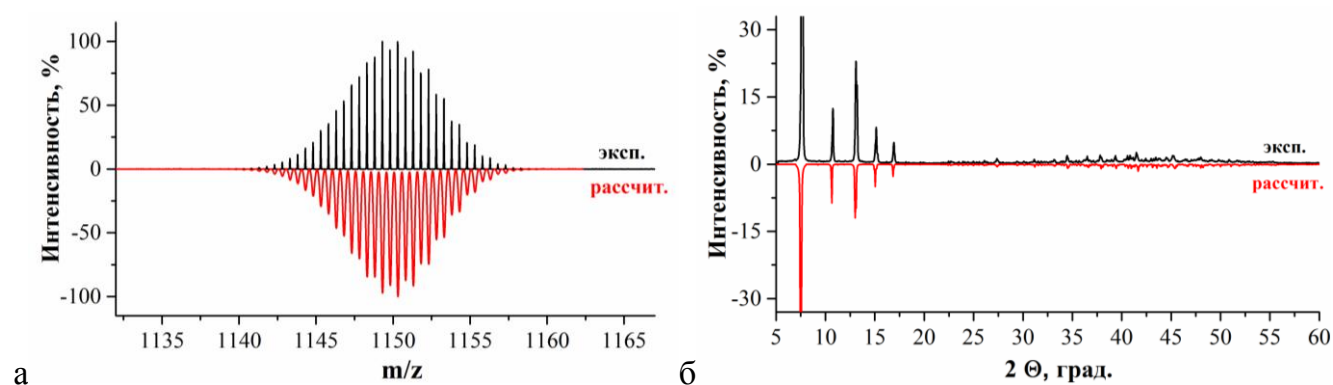 Интенсивность, %
100
50
0
-50
-100
эксп.
рассчит.
1135 1140 1145 1150 1155 1160 1165
m/z
а
Интенсивность, %
30
15
0
-15
-30
эксп.
рассчит.
5 10 15 20 25 30 35 40 45 50 55 60
2 Θ, град.
б